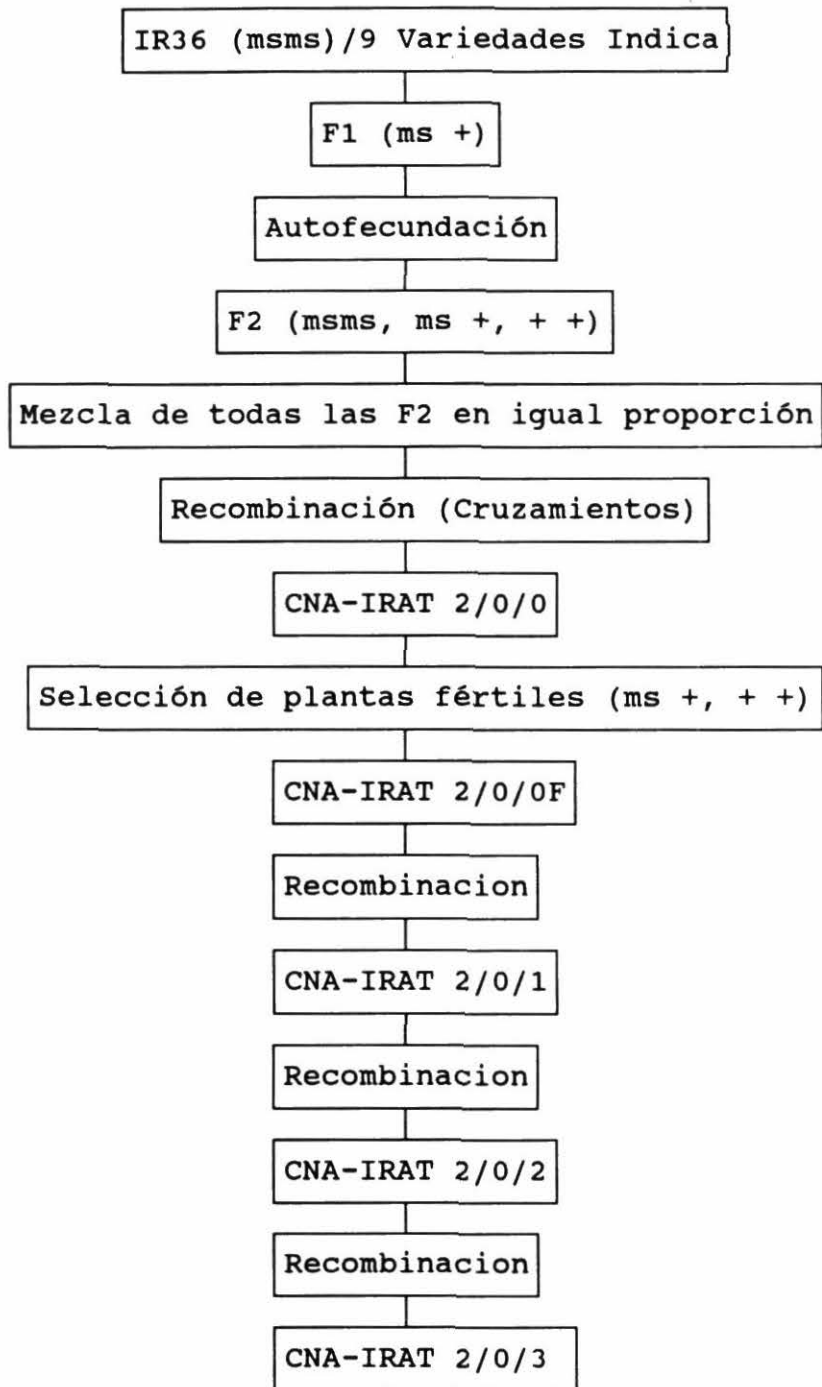 IR36 (msms)/9 Variedades Indica
F1 (ms +)
Autofecundación
F2 (msms, ms +, + +)
Mezcla de todas las F2 en igual proporción
Recombinación (Cruzamientos)
CNA-IRAT 2/0/0
Selección de plantas fértiles (ms +, + +)
CNA-IRAT 2/0/0F
Recombinacion
CNA-IRAT 2/0/1
Recombinacion
CNA-IRAT 2/0/2
Recombinacion
CNA-IRAT 2/0/3